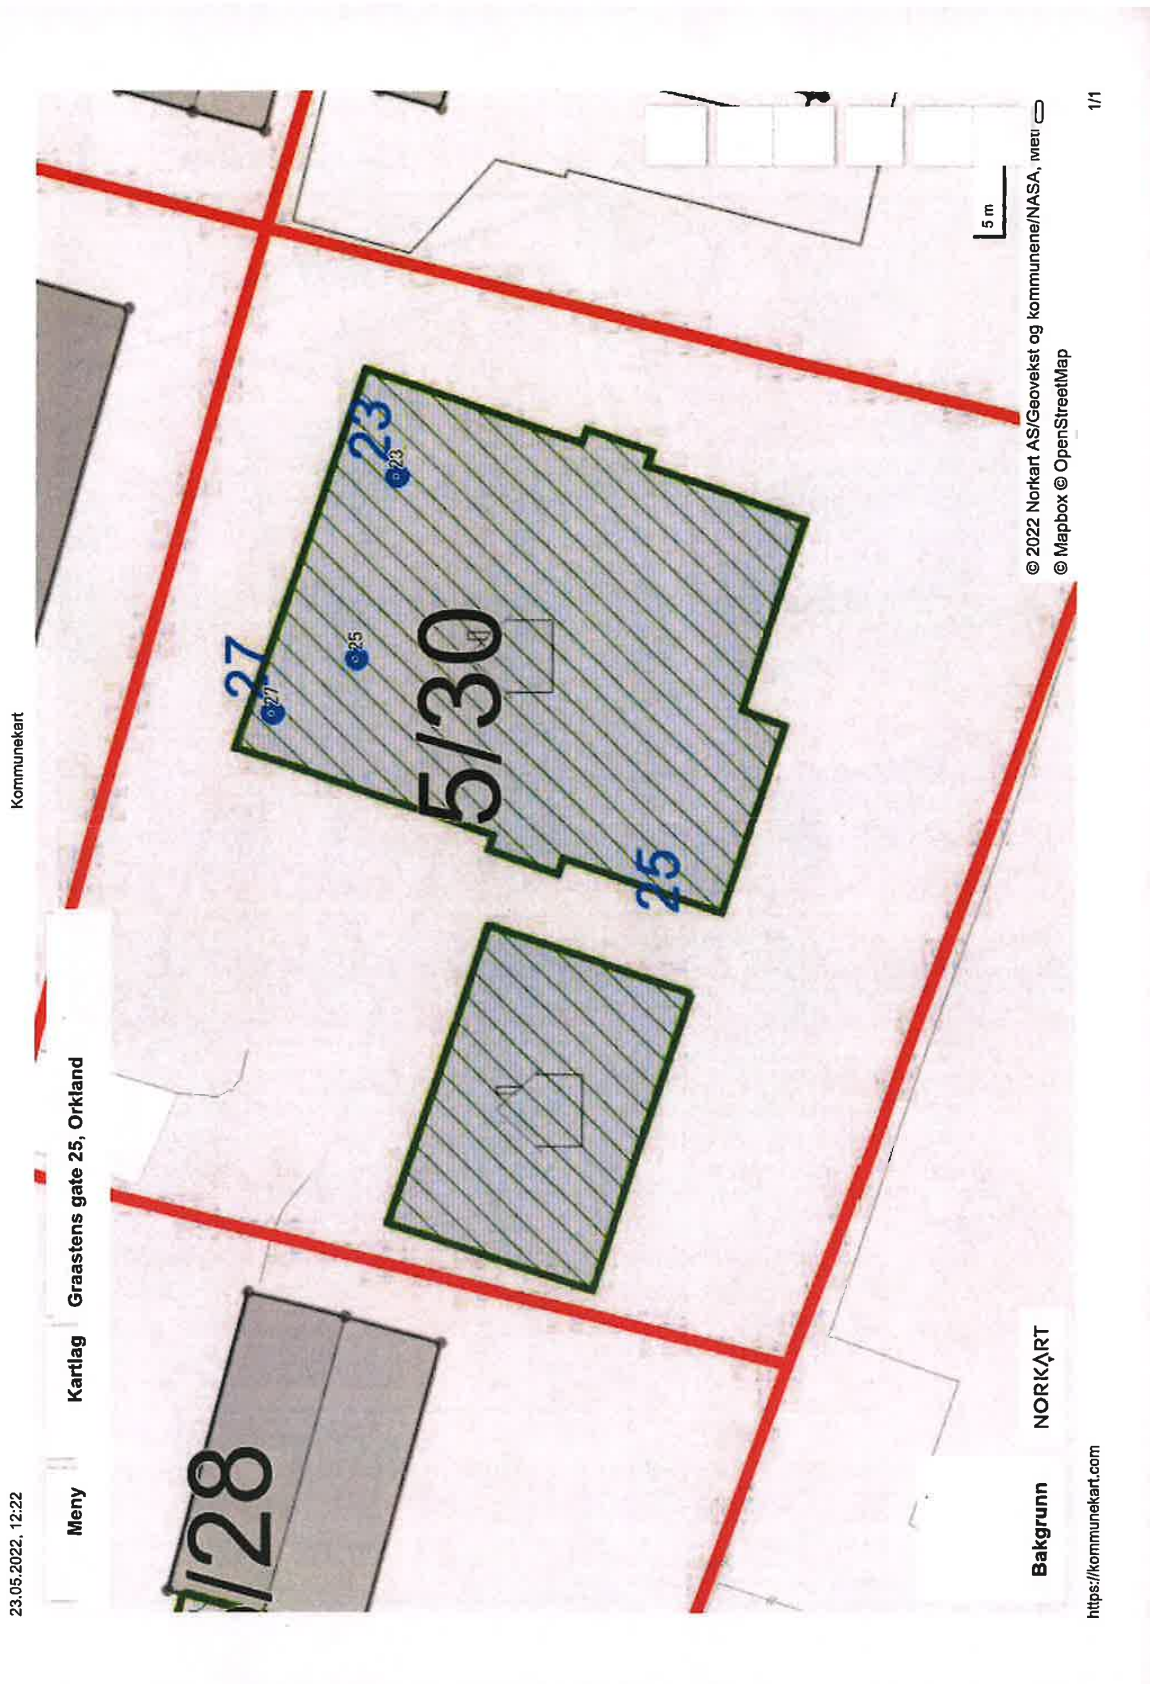 23.05.2022, 12:22
Kommunekart
Meny
Kartlag
Graastens gate 25, Orkland
/28
27
27
25
23
23
5/30
25
5 m
© 2022 Norkart AS/Geovekst og kommunene/NASA, Meti
© Mapbox © OpenStreetMap
Bakgrunn
NORKART
https://kommunekart.com
1/1